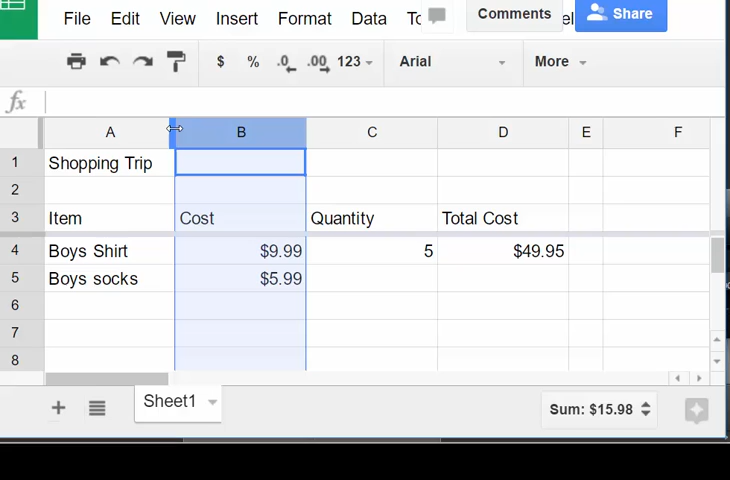 File Edit View Insert Format Data To Comments Share el
$ % .0 .00 123 Arial More
fx
A B C D E F
1 Shopping Trip
2
3 Item Cost Quantity Total Cost
4 Boys Shirt $9.99 5 $49.95
5 Boys socks $5.99
6
7
8
+ Sheet1 Sum: $15.98